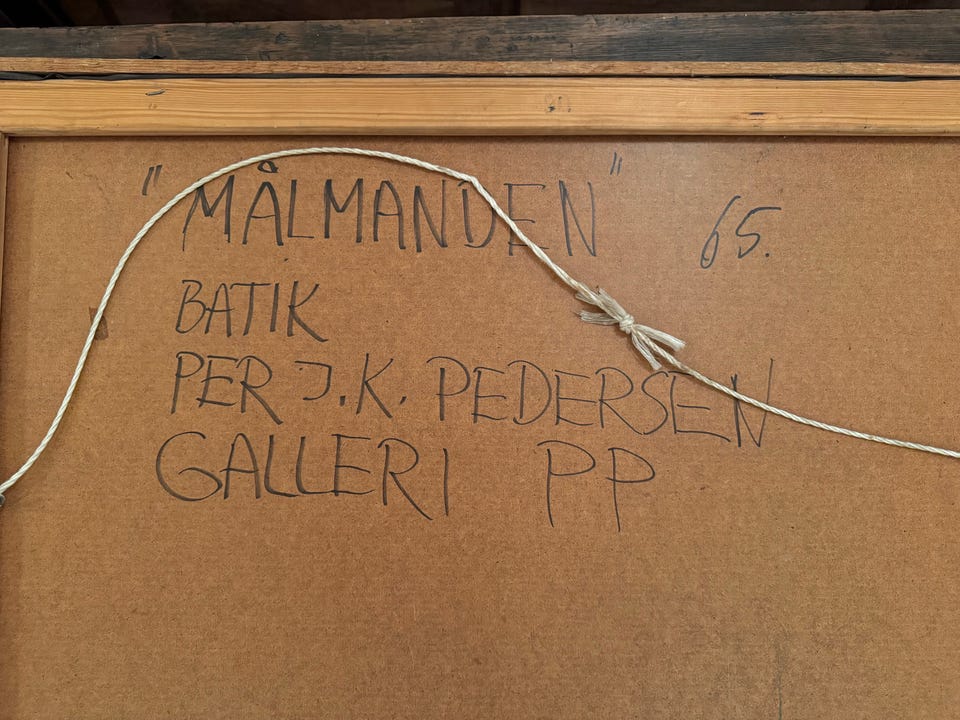 "MÅLMANDEN" 65.
BATIK
PER J.K. PEDERSEN
GALLERI PP